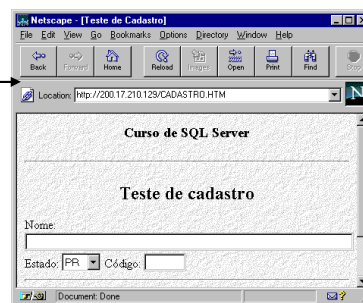 Netscape - [Teste de Cadastro]
File Edit View Go Bookmarks Options Directory Window Help
Back Forward Home Reload Images Open Print Find Stop
Location: http://200.17.210.129/CADASTRO.HTM
N
Curso de SQL Server
Teste de cadastro
Nome:
Estado: PR Código:
Document: Done